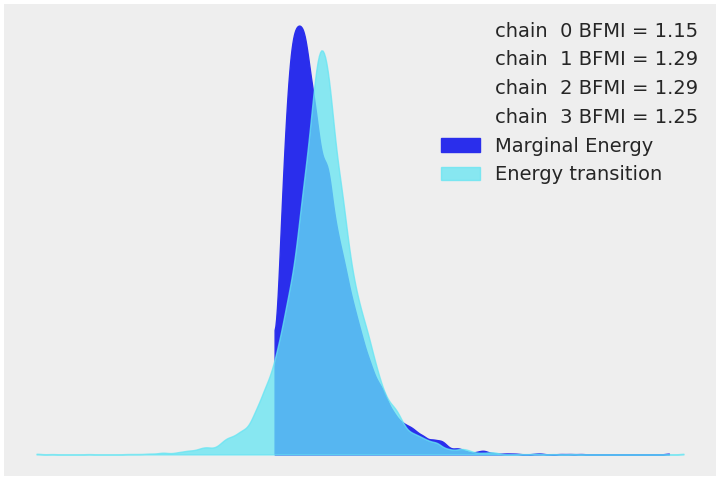 chain  0 BFMI = 1.15
chain  1 BFMI = 1.29
chain  2 BFMI = 1.29
chain  3 BFMI = 1.25
Marginal Energy
Energy transition